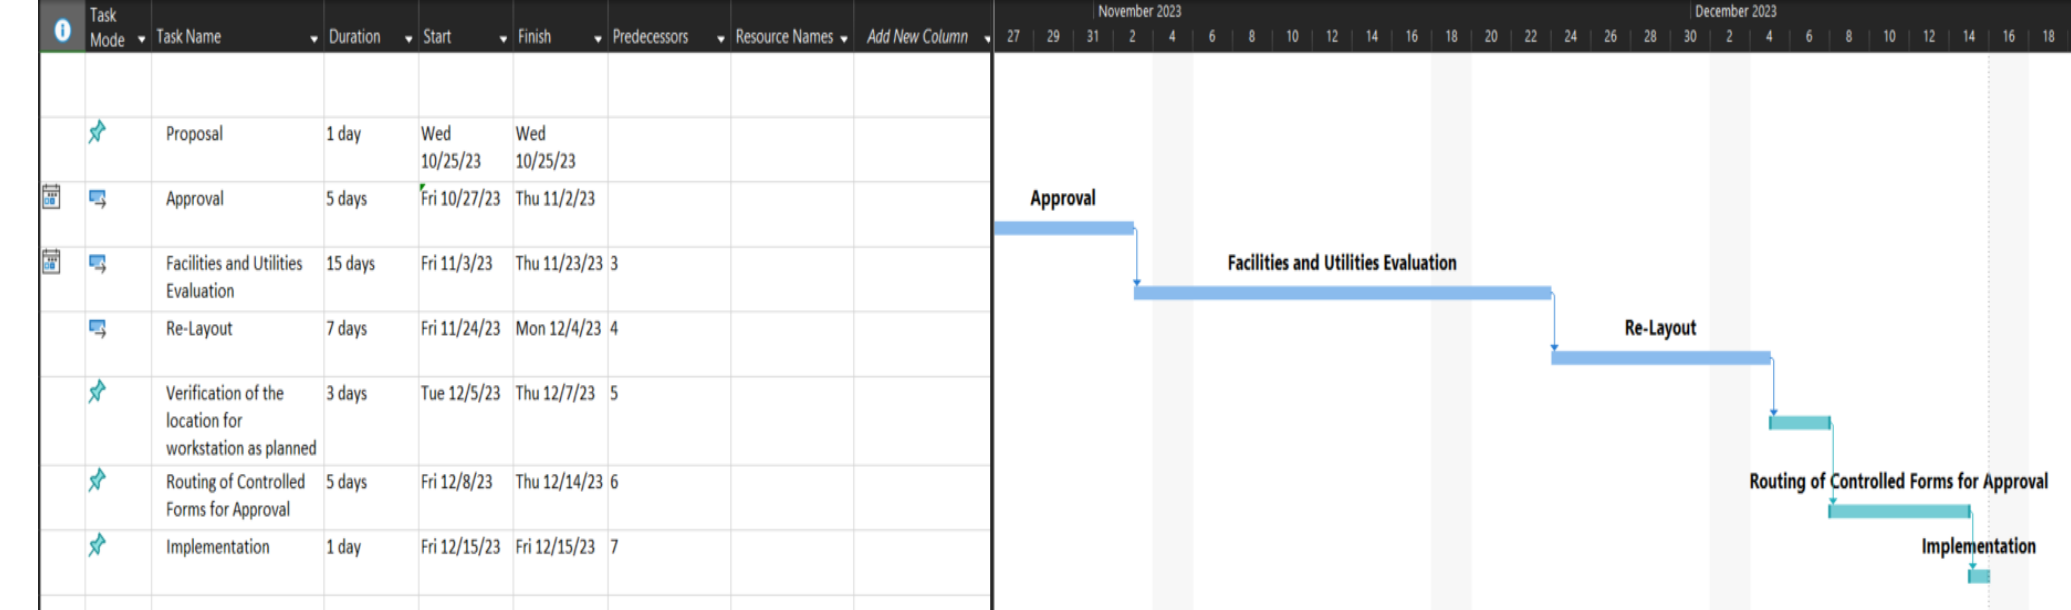 Task
Mode
Task Name
Duration
Start
Finish
Predecessors
Resource Names
Add New Column
November 2023
December 2023
27 29 31 2 4 6 8 10 12 14 16 18 20 22 24 26 28 30 2 4 6 8 10 12 14 16 18
Proposal 1 day Wed Wed
10/25/23 10/25/23
Approval 5 days Fri 10/27/23 Thu 11/2/23
Approval
Facilities and Utilities 15 days Fri 11/3/23 Thu 11/23/23 3
Evaluation
Facilities and Utilities Evaluation
Re-Layout 7 days Fri 11/24/23 Mon 12/4/23 4
Re-Layout
Verification of the 3 days Tue 12/5/23 Thu 12/7/23 5
location for
workstation as planned
Routing of Controlled 5 days Fri 12/8/23 Thu 12/14/23 6
Forms for Approval
Routing of Controlled Forms for Approval
Implementation 1 day Fri 12/15/23 Fri 12/15/23 7
Implementation